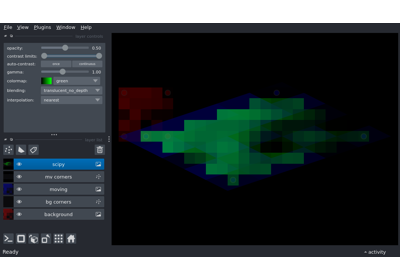 File View Plugins Window Help
opacity: 0.50
contrast limits:
auto-contrast: once continuous
gamma: 1.00
colormap: green
blending: translucent_no_depth
interpolation: nearest
scipy
mv corners
moving
bg corners
background
Ready
activity